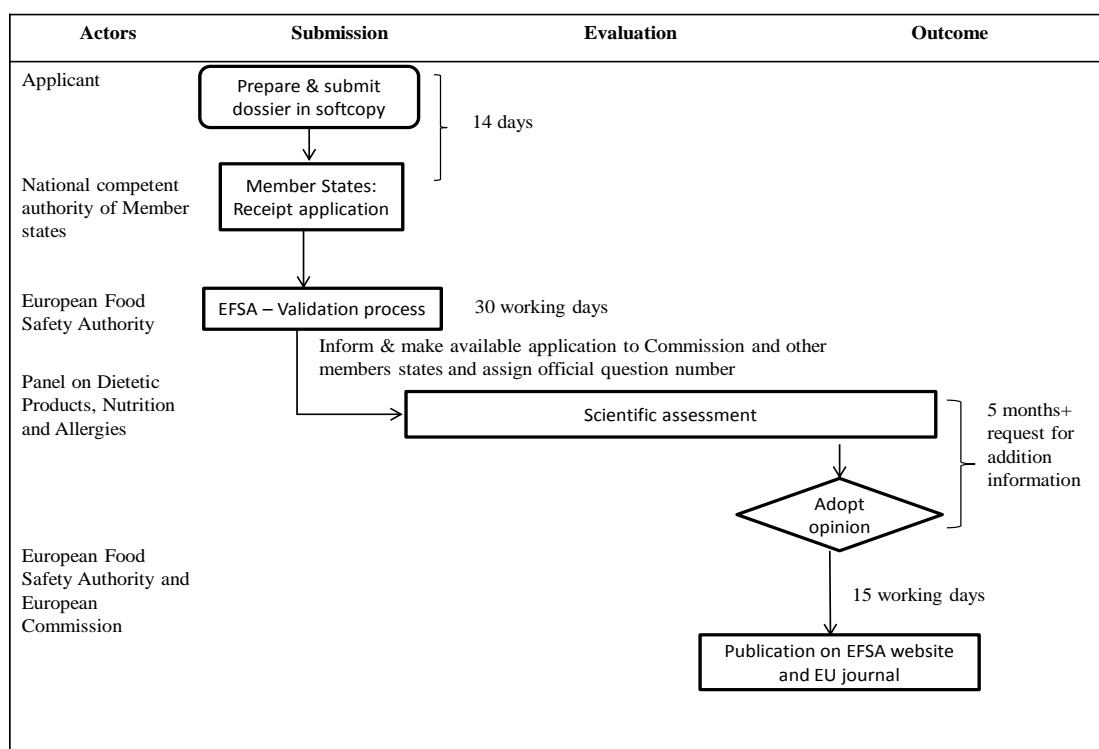 Actors Submission Evaluation Outcome
Applicant
Prepare & submit
dossier in softcopy
14 days
National competent
authority of Member
states
Member States:
Receipt application
European Food
Safety Authority
EFSA – Validation process
30 working days
Inform & make available application to Commission and other
members states and assign official question number
Panel on Dietetic
Products, Nutrition
and Allergies
Scientific assessment
5 months+
request for
addition
information
Adopt
opinion
European Food
Safety Authority and
European
Commission
15 working days
Publication on EFSA website
and EU journal